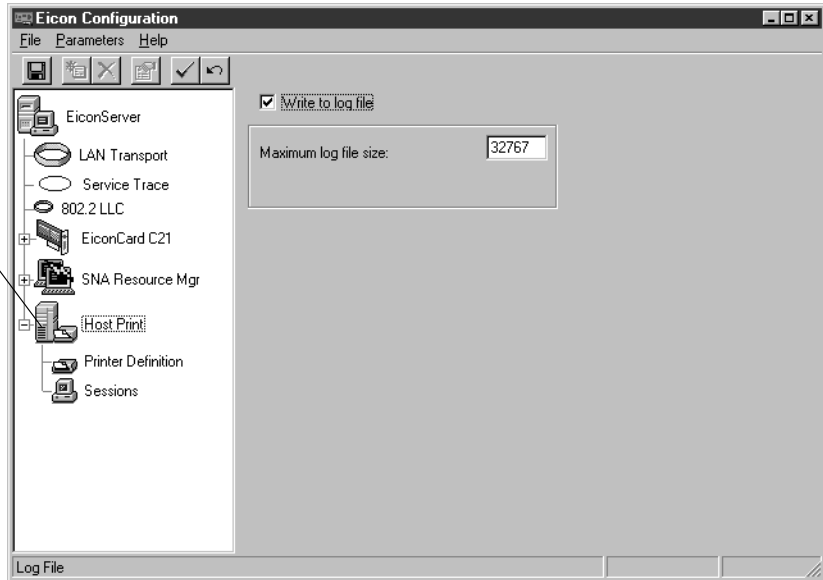 Eicon Configuration
File Parameters Help
EiconServer
LAN Transport
Service Trace
802.2 LLC
EiconCard C21
SNA Resource Mgr
Host Print
Printer Definition
Sessions
Write to log file
Maximum log file size: 32767
Log File